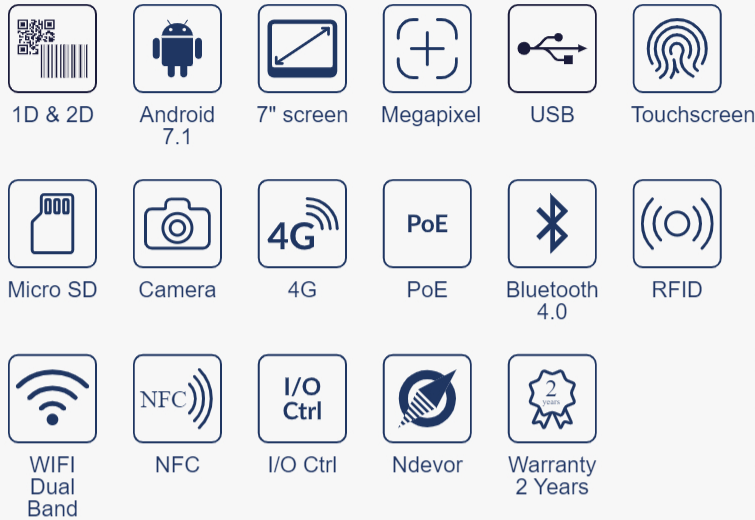 1D & 2D
Android
7.1
7" screen
Megapixel
USB
Touchscreen
Micro SD
Camera
4G
4G
PoE
PoE
Bluetooth
4.0
RFID
WIFI
Dual
Band
NFC
NFC
I/O
Ctrl
I/O Ctrl
Ndevor
2
years
Warranty
2 Years